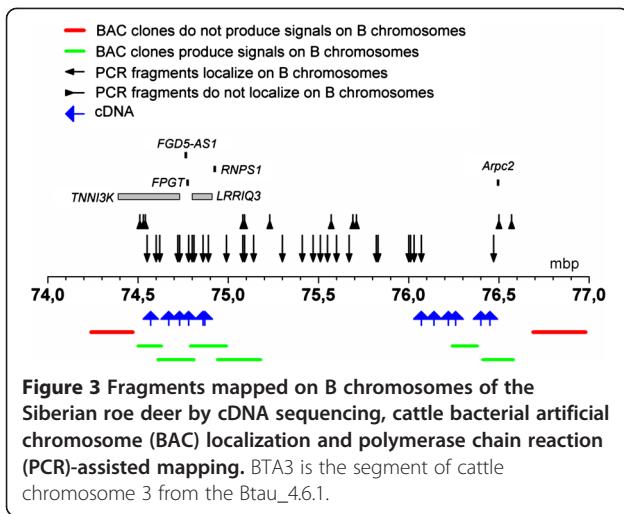 BAC clones do not produce signals on B chromosomes
BAC clones produce signals on B chromosomes
PCR fragments localize on B chromosomes
PCR fragments do not localize on B chromosomes
cDNA
FGD5-AS1
RNPS1
Arpc2
FPGT
TNNI3K
LRRIQ3
mbp
74,0 74,5 75,0 75,5 76,0 76,5 77,0
Figure 3 Fragments mapped on B chromosomes of the
Siberian roe deer by cDNA sequencing, cattle bacterial artificial
chromosome (BAC) localization and polymerase chain reaction
(PCR)-assisted mapping. BTA3 is the segment of cattle
chromosome 3 from the Btau_4.6.1.